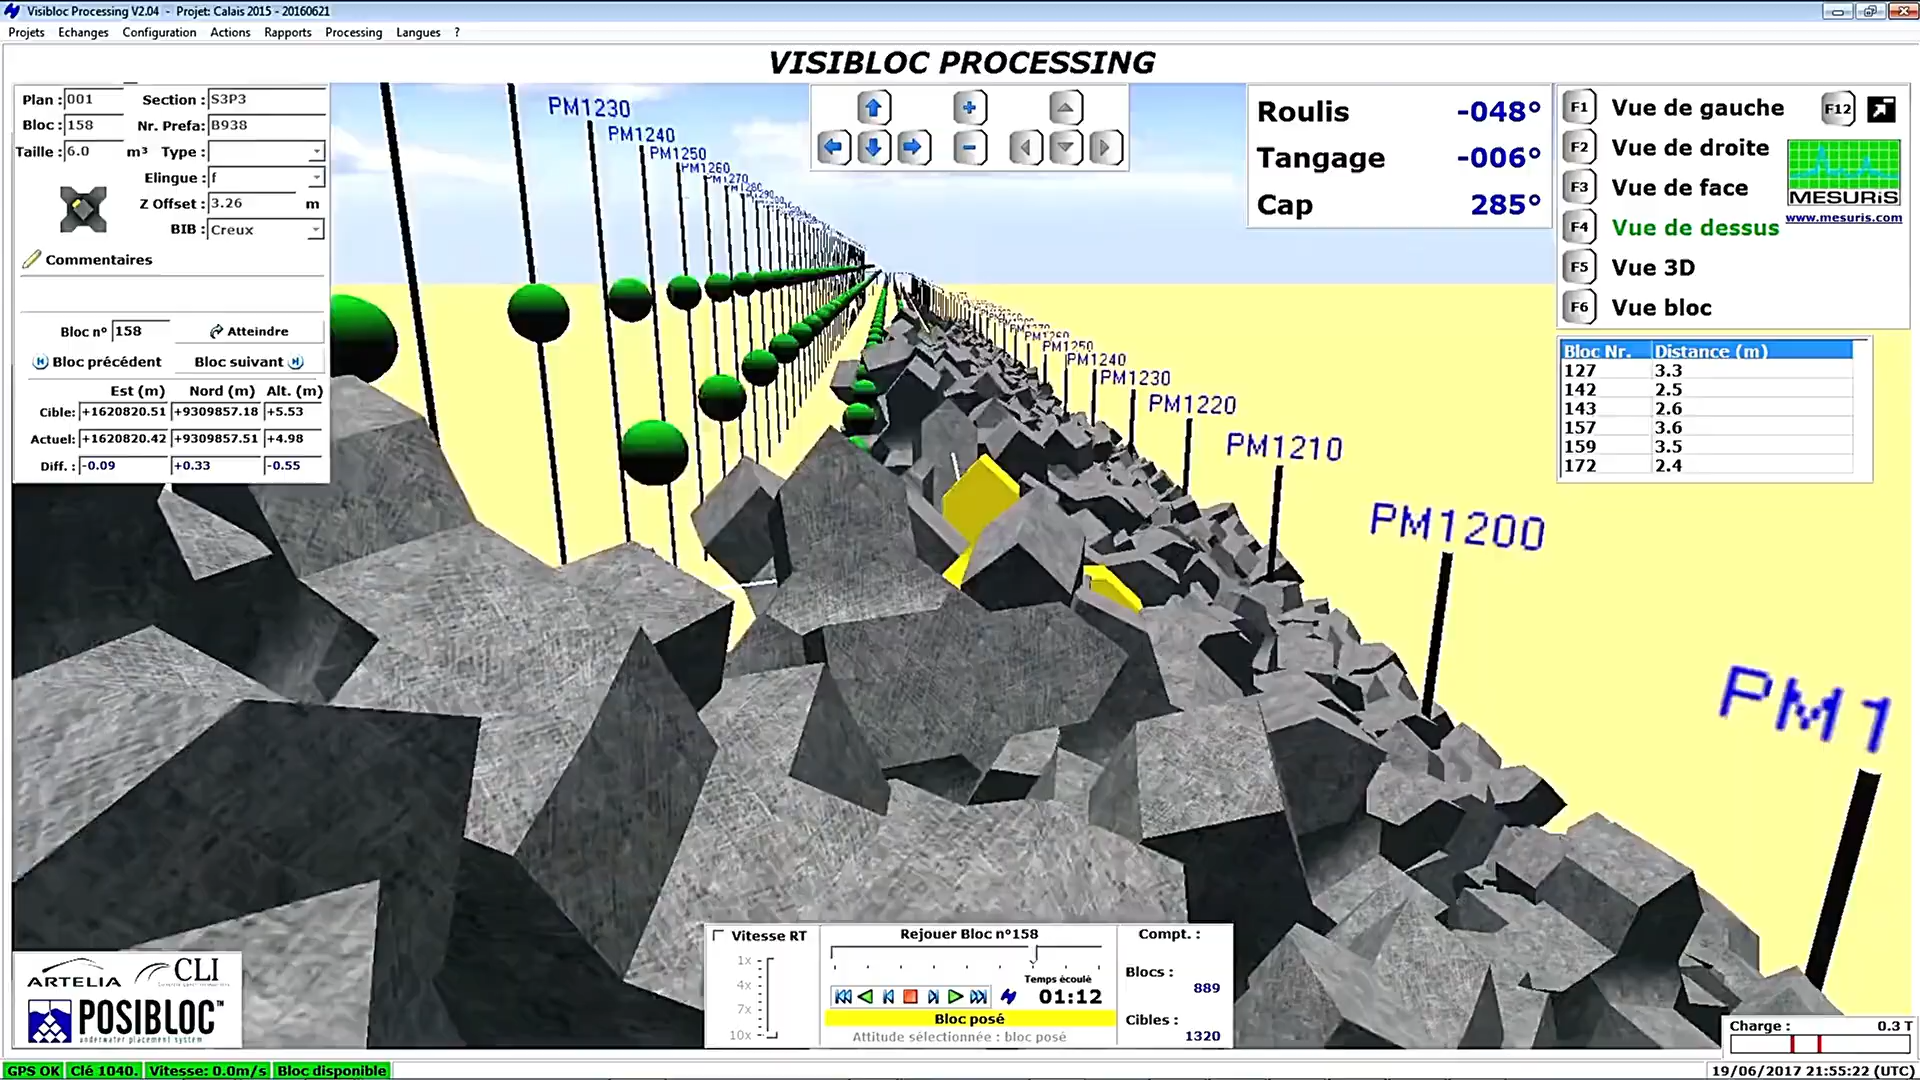 Visibloc Processing V2.04 - Projet: Calais 2015 - 20160621
Projets Echanges Configuration Actions Rapports Processing Langues ?
VISIBLOC PROCESSING
Plan : 001 Section : S3P3
Bloc : 158 Nr. Prefa: B938
Taille : 6.0 m³ Type :
Elingue : f
Z Offset : 3.26 m
BIB : Creux
Commentaires
Bloc n° 158 Atteindre
Bloc précédent Bloc suivant
Est (m) Nord (m) Alt. (m)
Cible: +1620820.51 +9309857.18 +5.53
Actuel: +1620820.42 +9309857.51 +4.98
Diff. : -0.09 +0.33 -0.55
PM1230
PM1240
PM1250
PM1260
PM1270
Roulis -048°
Tangage -006°
Cap 285°
F1 Vue de gauche F12
F2 Vue de droite
F3 Vue de face
F4 Vue de dessus
F5 Vue 3D
F6 Vue bloc
MESURIS
www.mesuris.com
Bloc Nr. Distance (m)
127 3.3
142 2.5
143 2.6
157 3.6
159 3.5
172 2.4
PM1260
PM1250
PM1240
PM1230
PM1220
PM1210
PM1200
PM1
ARTELIA CLI
POSIBLOC™
underwater placement system
Vitesse RT
1x
4x
7x
10x
Rejouer Bloc n°158
Temps écoulé
01:12
Bloc posé
Attitude sélectionnée : bloc posé
Compt. :
Blocs :
889
Cibles :
1320
Charge : 0.3 T
GPS OK Clé 1040. Vitesse: 0.0m/s Bloc disponible
19/06/2017 21:55:22 (UTC)